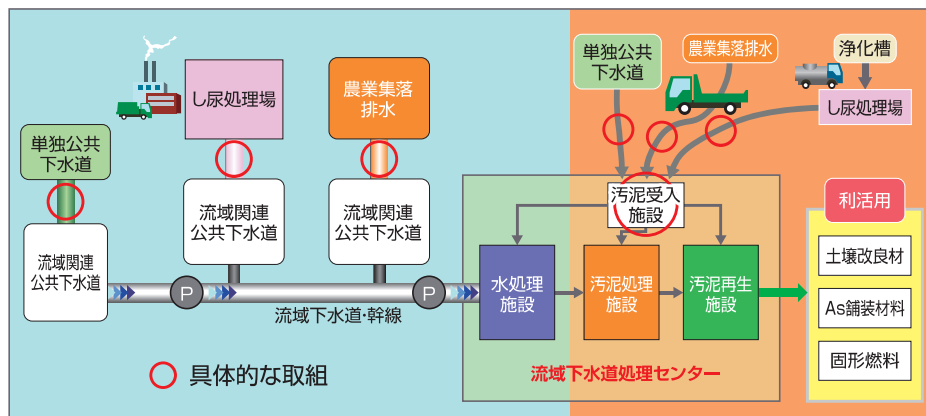 単独公共
下水道
し尿処理場
農業集落
排水
流域関連
公共下水道
流域関連
公共下水道
流域関連
公共下水道
P
P
流域下水道・幹線
具体的な取組
単独公共
下水道
農業集落排水
浄化槽
し尿処理場
汚泥受入
施設
水処理
施設
汚泥処理
施設
汚泥再生
施設
流域下水道処理センター
利活用
土壌改良材
As舗装材料
固形燃料